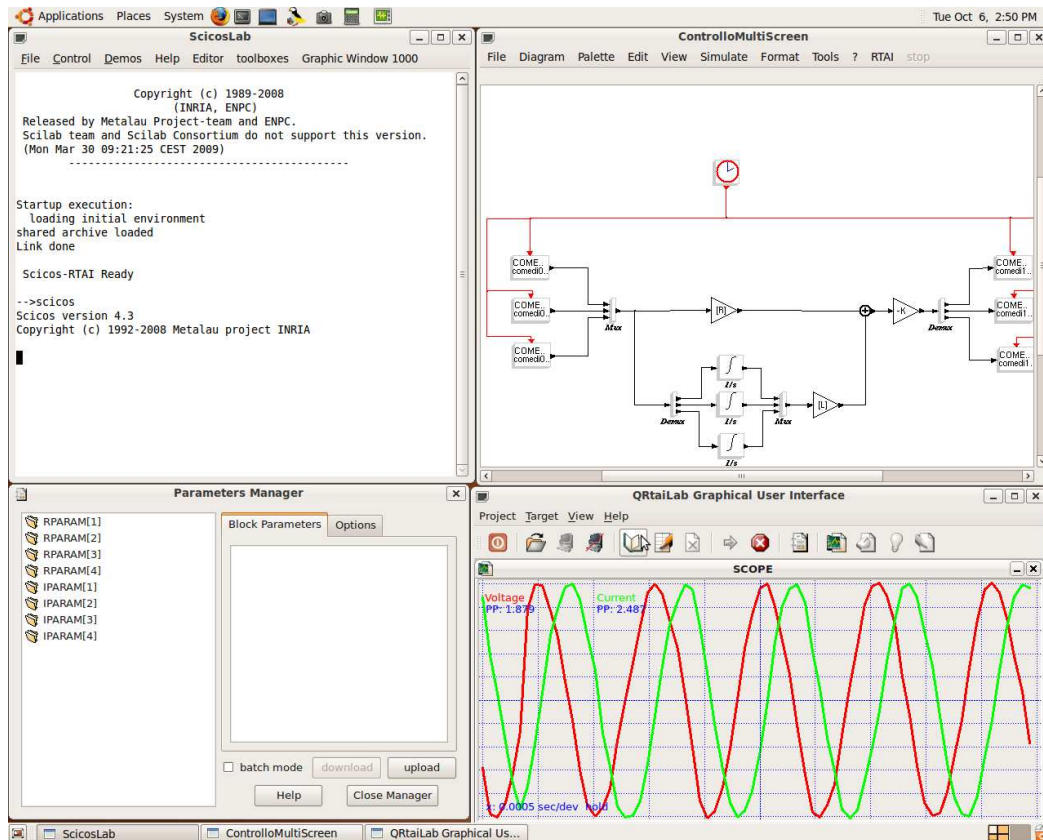 Applications Places System
Tue Oct 6, 2:50 PM
ScicosLab
File Control Demos Help Editor toolboxes Graphic Window 1000
Copyright (c) 1989-2008
(INRIA, ENPC)
Released by Metalau Project-team and ENPC.
Scilab team and Scilab Consortium do not support this version.
(Mon Mar 30 09:21:25 CEST 2009)
-------------------------------------------
Startup execution:
loading initial environment
shared archive loaded
Link done
Scicos-RTAI Ready
-->scicos
Scicos version 4.3
Copyright (c) 1992-2008 Metalau project INRIA
ControlloMultiScreen
File Diagram Palette Edit View Simulate Format Tools ? RTAI stop
COME..
comedi0..
COME..
comedi1..
COME..
comedi0..
Mux
[R]
-K
Demux
COME..
comedi1..
COME..
comedi0..
COME..
comedi1..
∫
1/s
Demux
∫
1/s
Mux
[L]
∫
1/s
Parameters Manager
RPARAM[1]
RPARAM[2]
RPARAM[3]
RPARAM[4]
IPARAM[1]
IPARAM[2]
IPARAM[3]
IPARAM[4]
Block Parameters Options
batch mode download upload
Help Close Manager
QRtaiLab Graphical User Interface
Project Target View Help
SCOPE
Voltage Current
PP: 1.879 PP: 2.487
x: 0.0005 sec/dev hold
ScicosLab ControlloMultiScreen QRtaiLab Graphical Us...